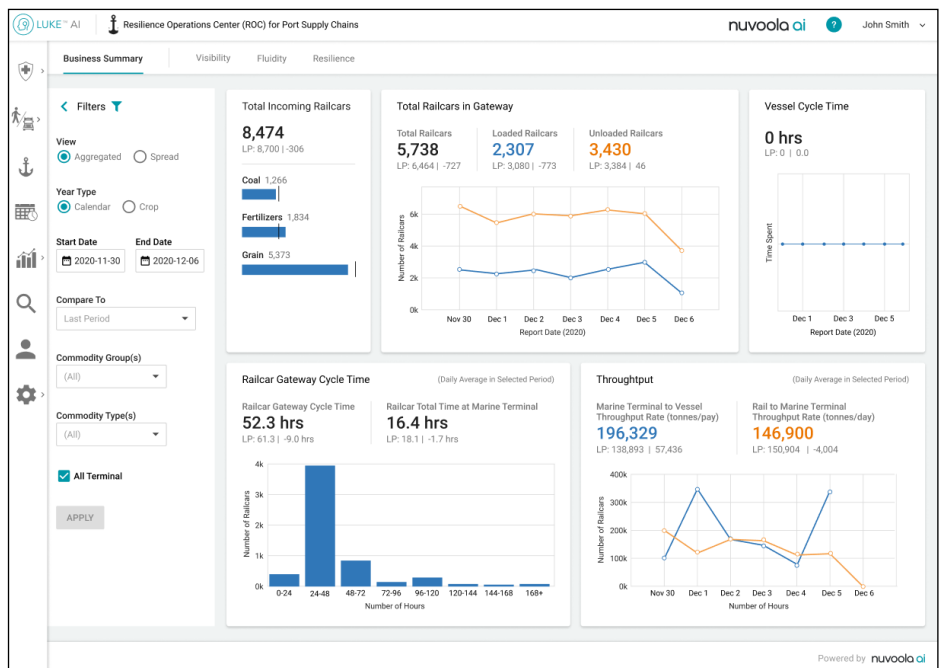 LUKE™ AI
Resilience Operations Center (ROC) for Port Supply Chains
nuvoola ai
?
John Smith
Business Summary
Visibility
Fluidity
Resilience
Filters
View
Aggregated
Spread
Year Type
Calendar
Crop
Start Date
End Date
2020-11-30
2020-12-06
Compare To
Last Period
Commodity Group(s)
(All)
Commodity Type(s)
(All)
All Terminal
APPLY
Total Incoming Railcars
8,474
LP: 8,700 | -306
Coal 1,266
Fertilizers 1,834
Grain 5,373
Total Railcars in Gateway
Total Railcars
5,738
LP: 6,464 | -727
Loaded Railcars
2,307
LP: 3,080 | -773
Unloaded Railcars
3,430
LP: 3,384 | 46
Number of Railcars
6k
4k
2k
0k
Nov 30 Dec 1 Dec 2 Dec 3 Dec 4 Dec 5 Dec 6
Report Date (2020)
Vessel Cycle Time
0 hrs
LP: 0 | 0.0
Time Spent
Dec 1 Dec 3 Dec 5
Report Date (2020)
Railcar Gateway Cycle Time
(Daily Average in Selected Period)
Railcar Gateway Cycle Time
52.3 hrs
LP: 61.3 | -9.0 hrs
Railcar Total Time at Marine Terminal
16.4 hrs
LP: 18.1 | -1.7 hrs
Number of Railcars
4k
3k
2k
1k
0k
0-24 24-48 48-72 72-96 96-120 120-144 144-168 168+
Number of Hours
Throughtput
(Daily Average in Selected Period)
Marine Terminal to Vessel
Throughput Rate (tonnes/pay)
196,329
LP: 138,893 | 57,436
Rail to Marine Terminal
Throughput Rate (tonnes/day)
146,900
LP: 150,904 | -4,004
Number of Railcars
400k
300k
200k
100k
0k
Nov 30 Dec 1 Dec 2 Dec 3 Dec 4 Dec 5 Dec 6
Number of Hours
Powered by nuvoola ai